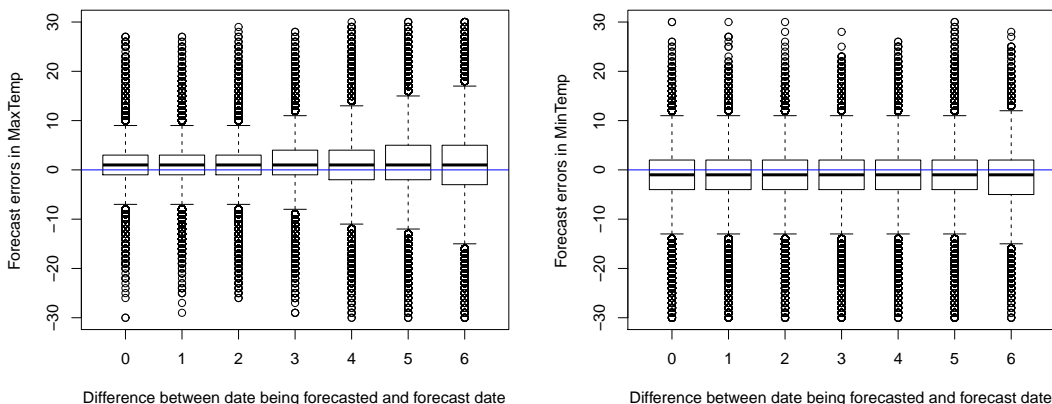 30
20
10
0
−10
−20
−30
Forecast errors in MaxTemp
0 1 2 3 4 5 6
Difference between date being forecasted and forecast date
30
20
10
0
−10
−20
−30
Forecast errors in MinTemp
0 1 2 3 4 5 6
Difference between date being forecasted and forecast date